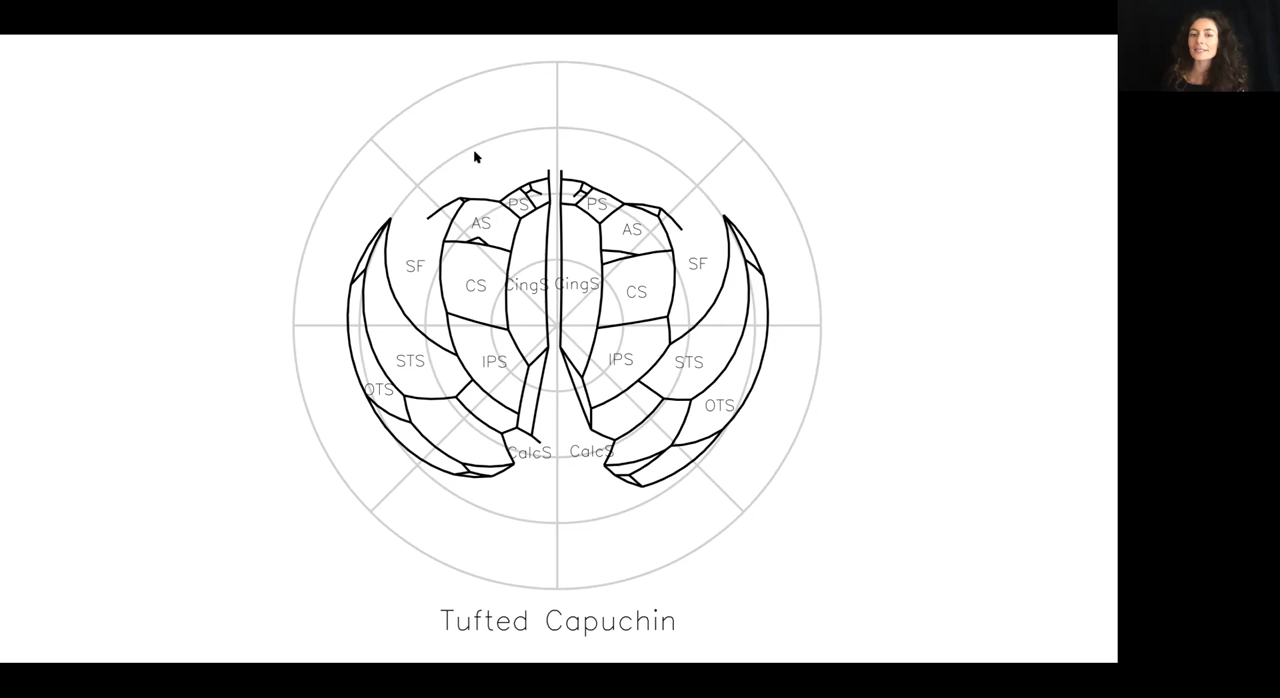 PS PS
AS AS
SF SF
CS CingS CingS CS
STS IPS IPS STS
OTS OTS
CalcS CalcS
Tufted Capuchin